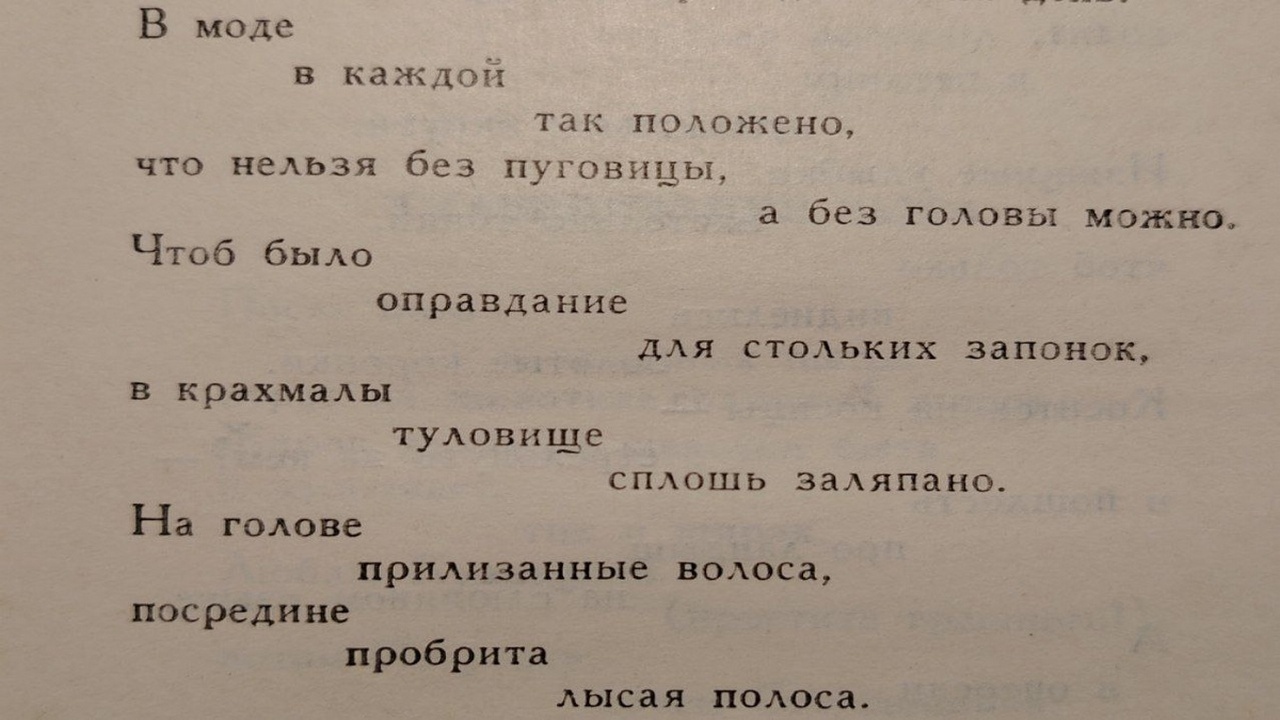 В моде
в каждой
так положено,
что нельзя без пуговицы,
а без головы можно.
Чтоб было
оправдание
для стольких запонок,
в крахмалы
туловище
сплошь заляпано.
На голове
прилизанные волоса,
посредине
пробрита
лысая полоса.